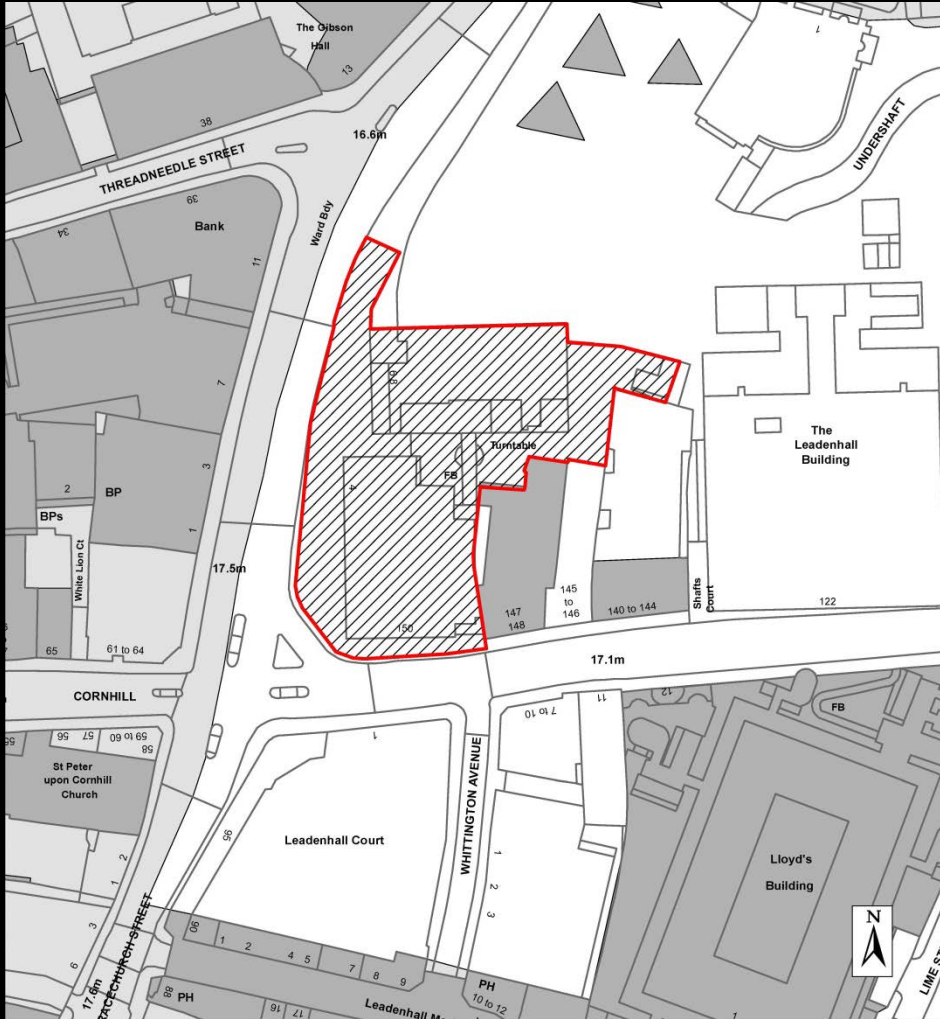 The Gibson
Hall
13
1
38
16.6m
THREADNEEDLE STREET
UNDERSHAFT
39
34
Bank
Ward Bdy
11
7
6-8
3
Turntable
The
Leadenhall
Building
FB
4
2
BP
BPs
1
White Lion Ct
17.5m
145
to
146
147
148
140 to 144
Shafts
Court
122
150
65
61 to 64
17.1m
CORNHILL
12
11
7 to 10
FB
55
56
57
59 to 60
58
1
St Peter
upon Cornhill
Church
WHITTINGTON AVENUE
95
Leadenhall Court
1
2
3
Lloyd's
Building
2
1
3
6
N
90
1
2
4
5
7
8
9
PH
10 to 12
17.6m
88
PH
16
17
1